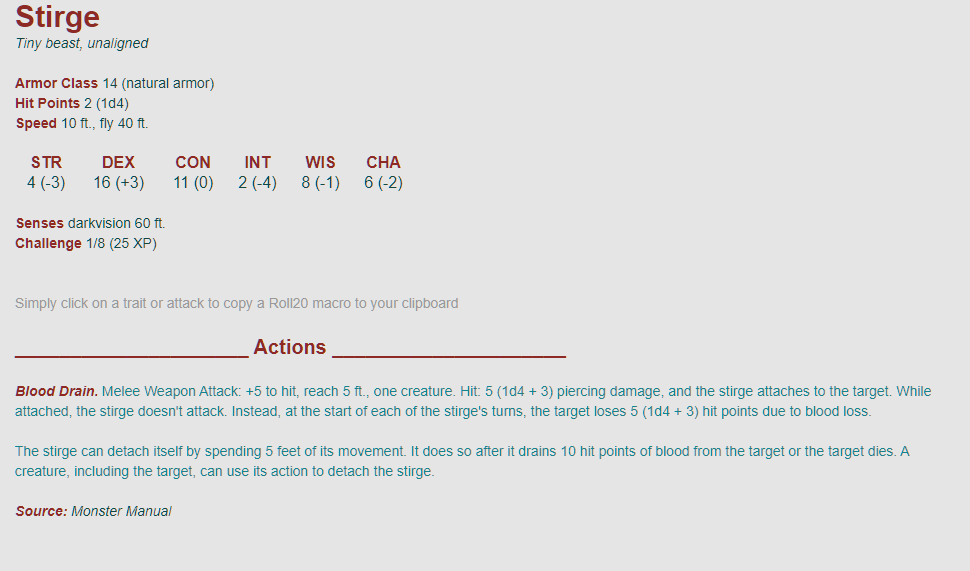 Stirge
Tiny beast, unaligned
Armor Class 14 (natural armor)
Hit Points 2 (1d4)
Speed 10 ft., fly 40 ft.
STR DEX CON INT WIS CHA
4 (-3) 16 (+3) 11 (0) 2 (-4) 8 (-1) 6 (-2)
Senses darkvision 60 ft.
Challenge 1/8 (25 XP)
Simply click on a trait or attack to copy a Roll20 macro to your clipboard
_____________________ Actions _____________________
Blood Drain. Melee Weapon Attack: +5 to hit, reach 5 ft., one creature. Hit: 5 (1d4 + 3) piercing damage, and the stirge attaches to the target. While
attached, the stirge doesn't attack. Instead, at the start of each of the stirge's turns, the target loses 5 (1d4 + 3) hit points due to blood loss.
The stirge can detach itself by spending 5 feet of its movement. It does so after it drains 10 hit points of blood from the target or the target dies. A
creature, including the target, can use its action to detach the stirge.
Source: Monster Manual